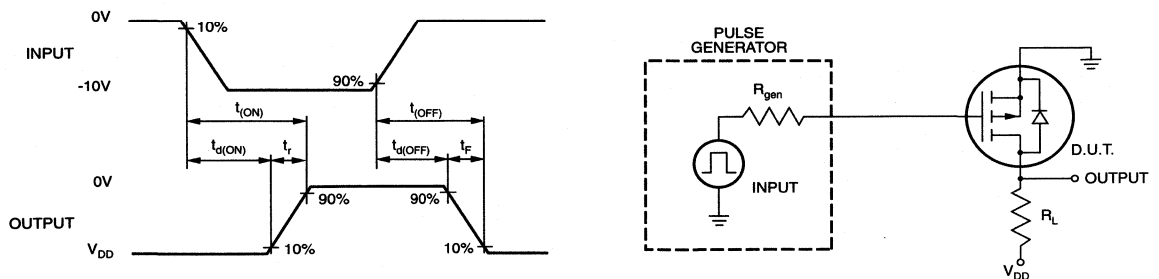 0V
10%
INPUT
-10V
90%
t(ON)
t(OFF)
td(ON)
tr
td(OFF)
tF
0V
90%
90%
OUTPUT
VDD
10%
10%
PULSE
GENERATOR
Rgen
INPUT
D.U.T.
OUTPUT
RL
VDD